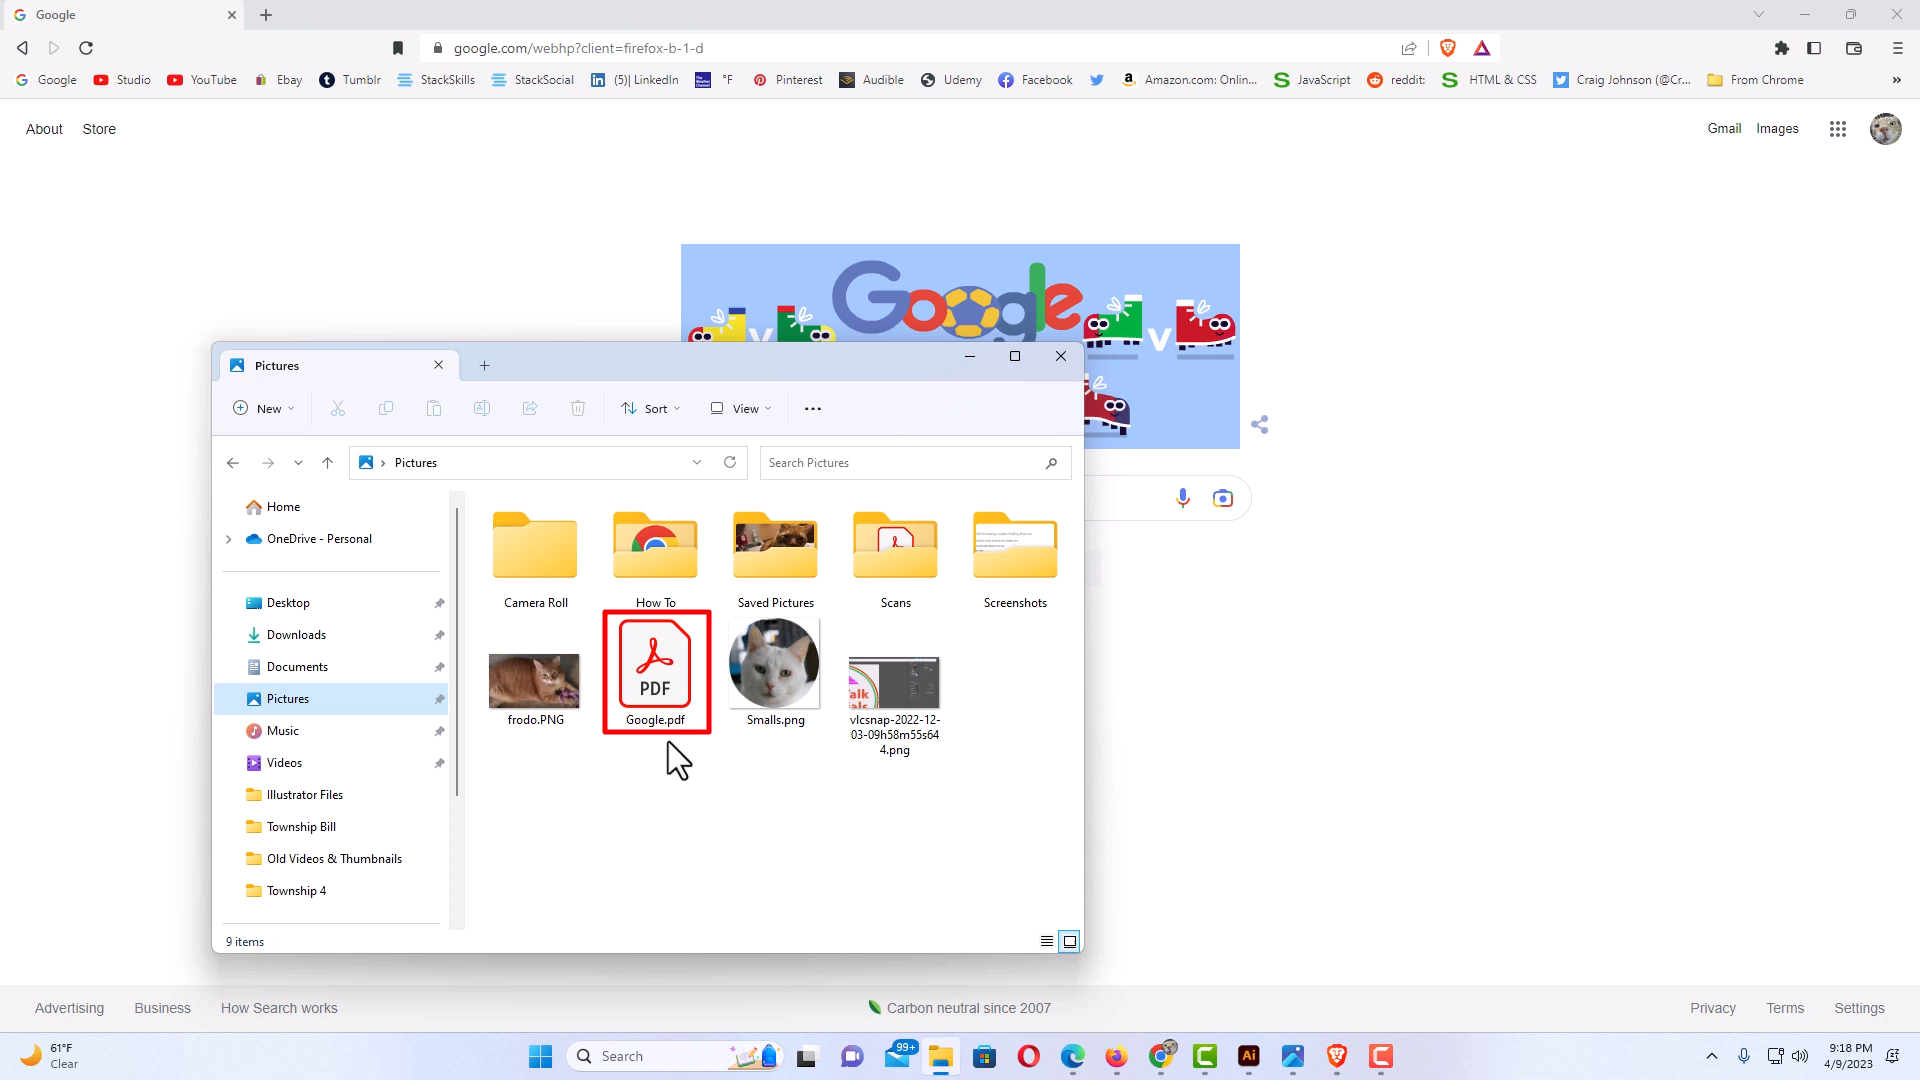 Google
google.com/webhp?client=firefox-b-1-d
Google
Studio
YouTube
Ebay
Tumblr
StackSkills
StackSocial
(5)| LinkedIn
°F
Pinterest
Audible
Udemy
Facebook
Amazon.com: Onlin...
JavaScript
reddit:
HTML & CSS
Craig Johnson (@Cr...
From Chrome
»
About
Store
Gmail
Images
Google
v
v
Pictures
New
Sort
View
Pictures
Search Pictures
Home
OneDrive - Personal
Desktop
Downloads
Documents
Pictures
Music
Videos
Illustrator Files
Township Bill
Old Videos & Thumbnails
Township 4
Camera Roll
How To
Saved Pictures
Scans
Screenshots
frodo.PNG
PDF
Google.pdf
Smalls.png
vlcsnap-2022-12-
03-09h58m55s64
4.png
9 items
Advertising
Business
How Search works
Carbon neutral since 2007
Privacy
Terms
Settings
61°F
Clear
Search
99+
Ai
9:18 PM
4/9/2023